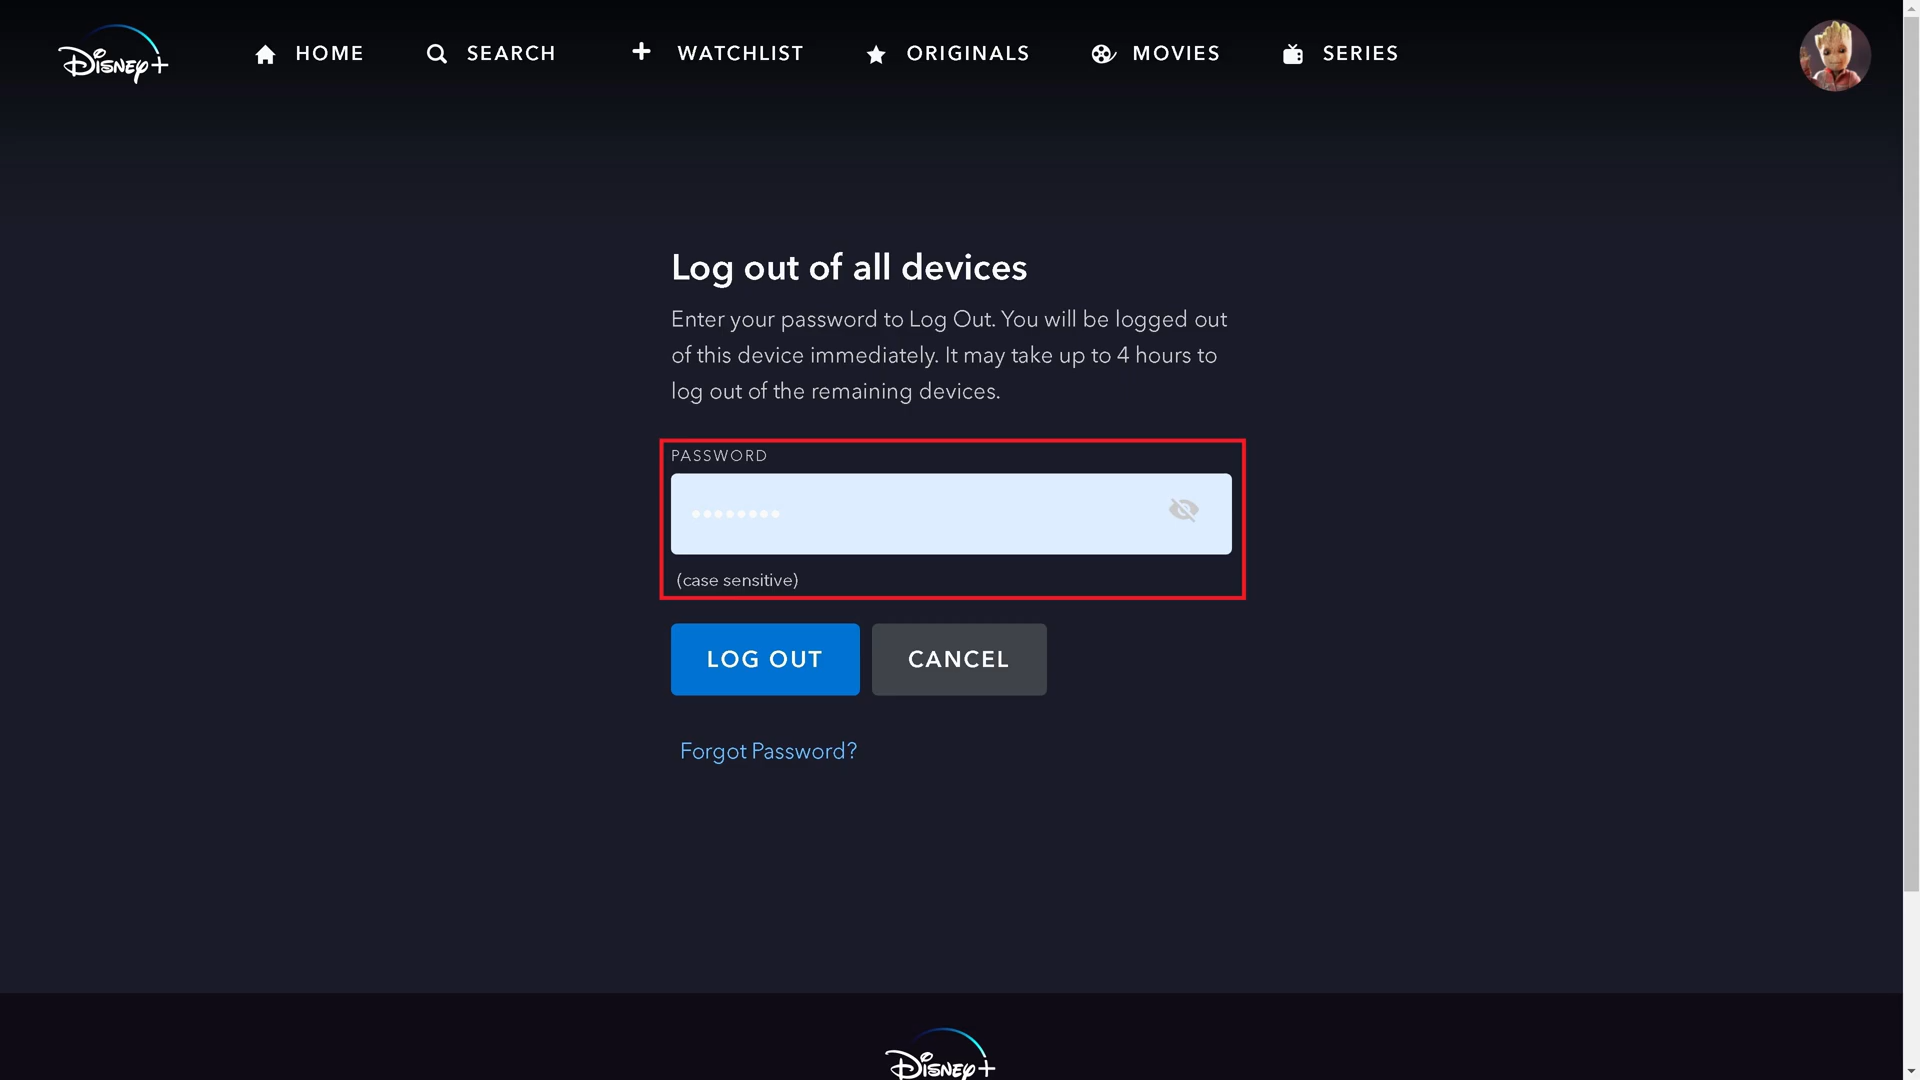 Disney+
HOME
SEARCH
WATCHLIST
ORIGINALS
MOVIES
SERIES
Log out of all devices
Enter your password to Log Out. You will be logged out
of this device immediately. It may take up to 4 hours to
log out of the remaining devices.
PASSWORD
••••••••
(case sensitive)
LOG OUT
CANCEL
Forgot Password?
Disney+